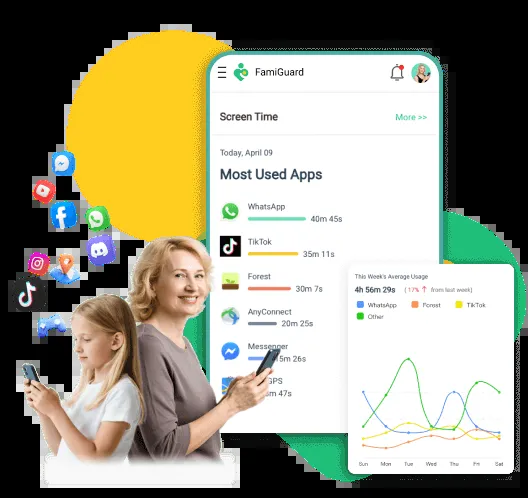 FamiGuard
Screen Time
More >>
Today, April 09
Most Used Apps
WhatsApp
40m 45s
TikTok
35m 11s
Forest
30m 7s
AnyConnect
20m 25s
Messenger
15m 26s
GPS
m 47s
This Week's Average Usage
4h 56m 29s (17% ↑ from last week)
WhatsApp Forest TikTok
Other
Sun Mon Tue Wed Thu Fri Sat